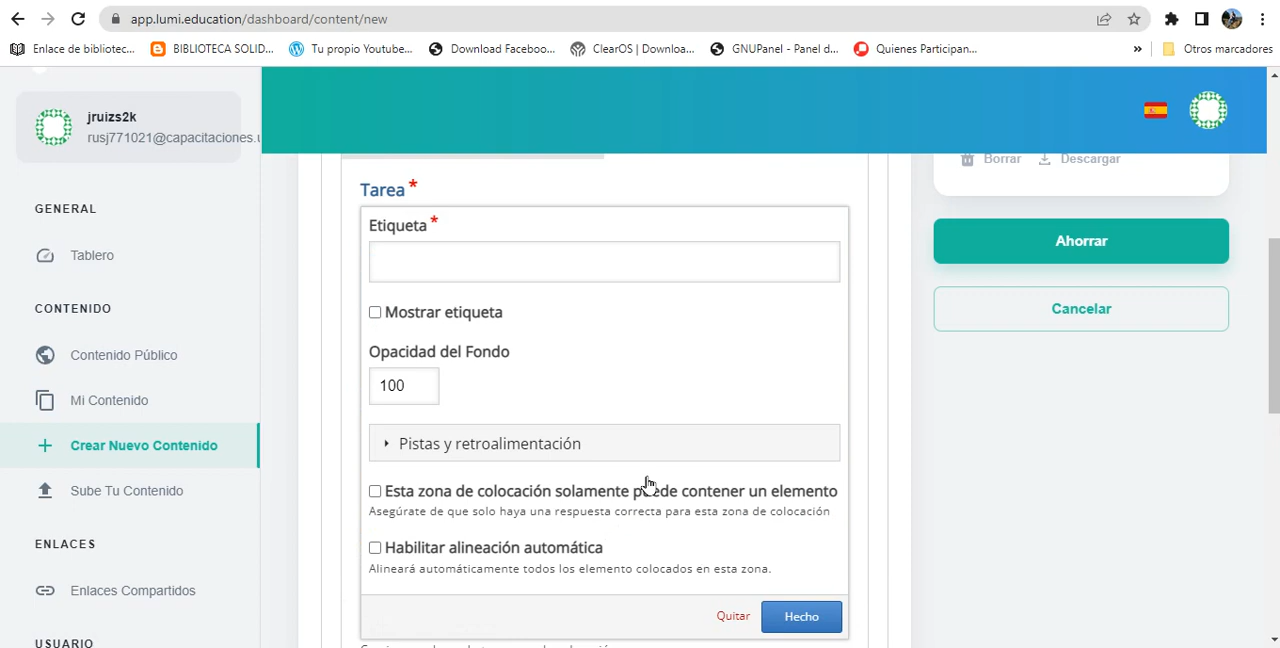 app.lumi.education/dashboard/content/new
Enlace de bibliotec... BIBLIOTECA SOLID... Tu propio Youtube... Download Faceboo... ClearOS | Downloa... GNUPanel - Panel d... Quienes Participan... » Otros marcadores
jruizs2k
rusj771021@capacitaciones.
GENERAL
Tablero
CONTENIDO
Contenido Público
Mi Contenido
Crear Nuevo Contenido
Sube Tu Contenido
ENLACES
Enlaces Compartidos
USUARIO
Tarea *
Etiqueta *
Mostrar etiqueta
Opacidad del Fondo
100
Pistas y retroalimentación
Esta zona de colocación solamente puede contener un elemento
Asegúrate de que solo haya una respuesta correcta para esta zona de colocación
Habilitar alineación automática
Alineará automáticamente todos los elemento colocados en esta zona.
Quitar Hecho
Borrar Descargar
Ahorrar
Cancelar